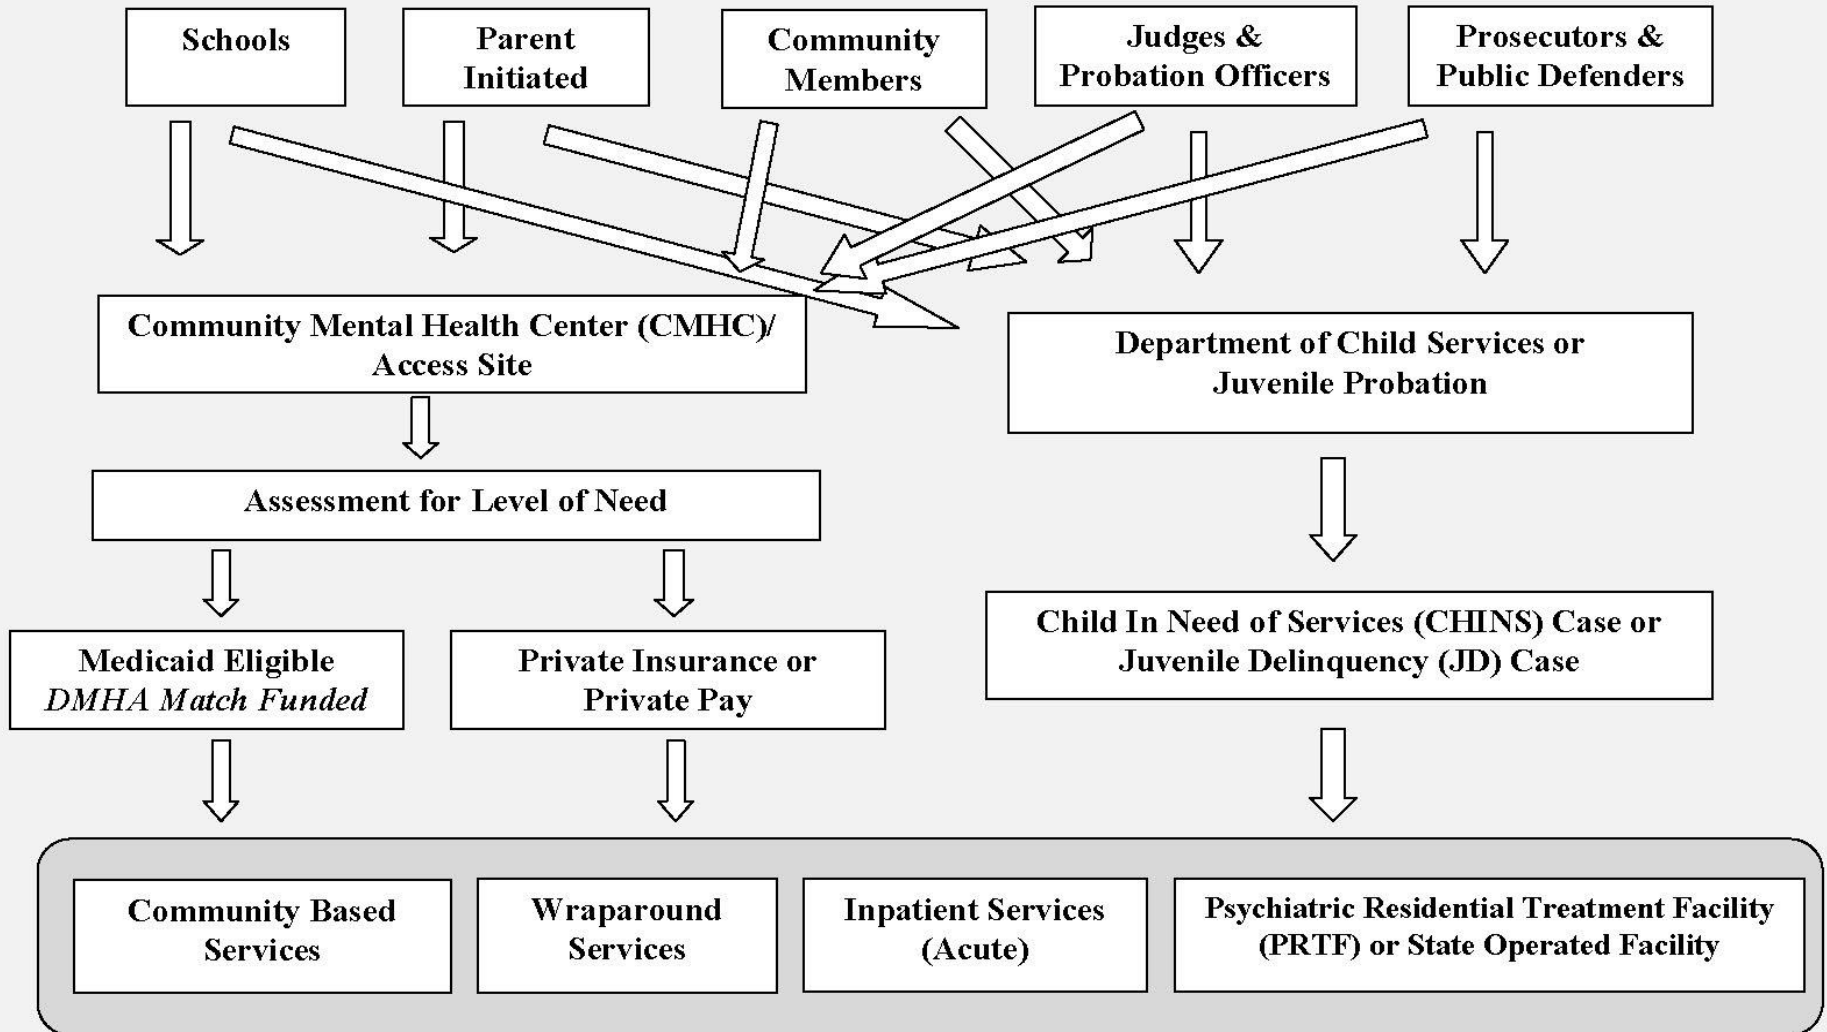 Schools
Parent
Initiated
Community
Members
Judges &
Probation Officers
Prosecutors &
Public Defenders
Community Mental Health Center (CMHC)/
Access Site
Department of Child Services or
Juvenile Probation
Assessment for Level of Need
Medicaid Eligible
DMHA Match Funded
Private Insurance or
Private Pay
Child In Need of Services (CHINS) Case or
Juvenile Delinquency (JD) Case
Community Based
Services
Wraparound
Services
Inpatient Services
(Acute)
Psychiatric Residential Treatment Facility
(PRTF) or State Operated Facility